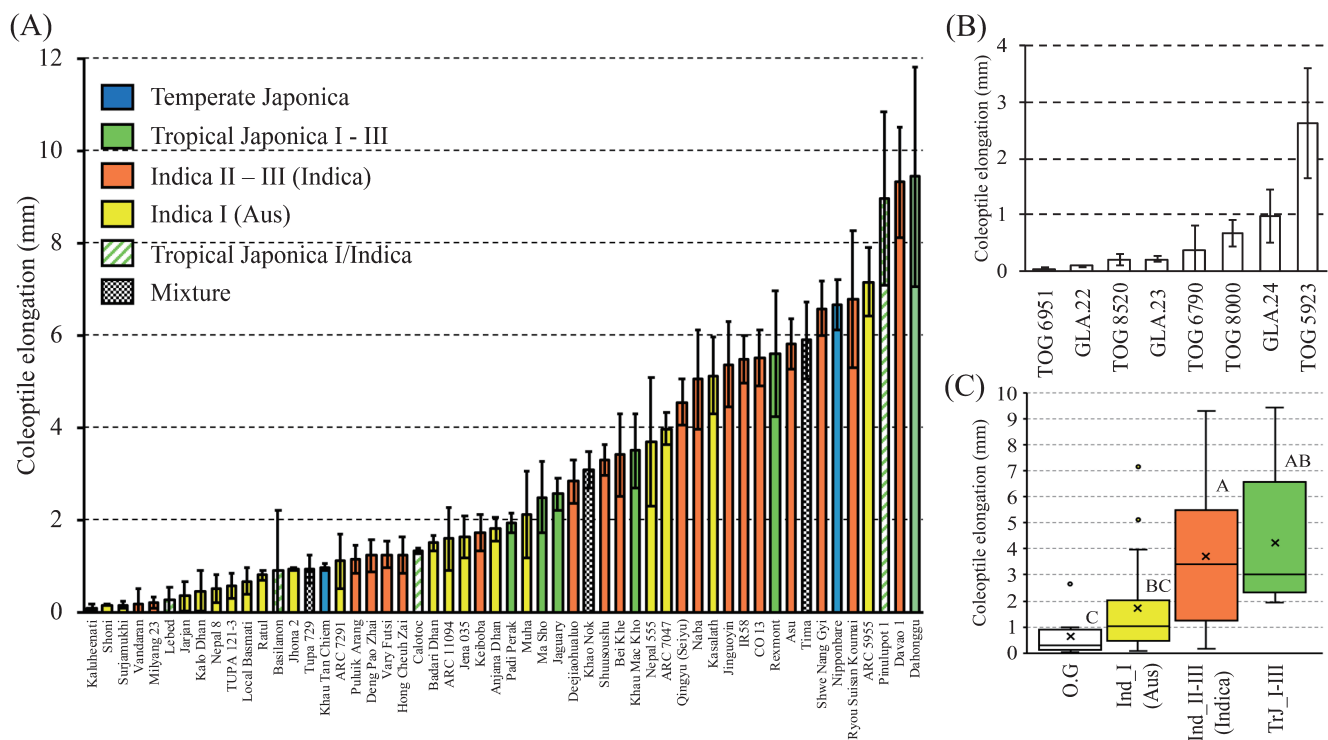 (A)
Coleoptile elongation (mm)
12
10
8
6
4
2
0
Temperate Japonica
Tropical Japonica I - III
Indica II – III (Indica)
Indica I (Aus)
Tropical Japonica I/Indica
Mixture
Kaluheenati
Shoni
Surjamukhi
Vandaran
Milyang 23
Lebed
Jarjan
Kalo Dhan
Nepal 8
TUPA 121-3
Local Basmati
Ratul
Basilanon
Jhona 2
Tupa 729
Khau Tan Chiem
ARC 7291
Puluik Arang
Deng Pao Zhai
Vary Futsi
Hong Cheuh Zai
Calotoc
Badari Dhan
ARC 11094
Jena 035
Keiboba
Anjana Dhan
Padi Perak
Muha
Ma Sho
Jaguary
Deejiaohualuo
Khao Nok
Shuusoushu
Bei Khe
Khau Mac Kho
Nepal 555
ARC 7047
Qingyu (Seiyu)
Naba
Kasalath
Jinguoyin
IR58
CO 13
Rexmont
Asu
Tima
Shwe Nang Gyi
Nipponbare
Ryou Suisan Koumai
ARC 5955
Pinulupot 1
Davao 1
Dahonggu
(B)
Coleoptile elongation (mm)
4
3
2
1
0
TOG 6951
GLA.22
TOG 8520
GLA.23
TOG 6790
TOG 8000
GLA.24
TOG 5923
(C)
Coleoptile elongation (mm)
10
9
8
7
6
5
4
3
2
1
0
C
BC
A
AB
O.G
Ind_I
(Aus)
Ind_II-III
(Indica)
TrJ_I-III